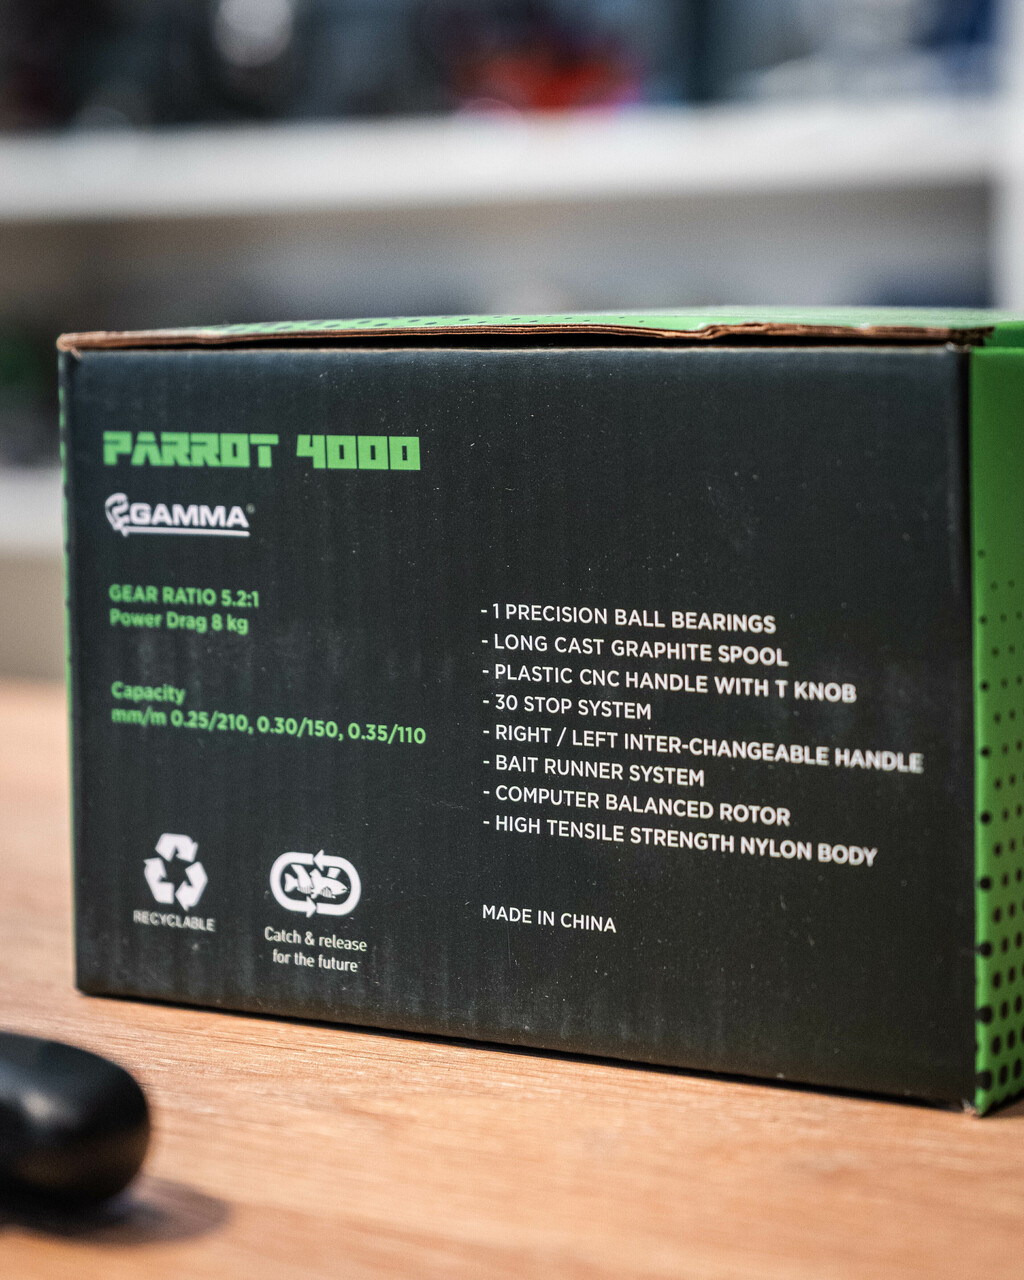 PARROT 4000
GAMMA®
GEAR RATIO 5.2:1
Power Drag 8 kg
Capacity
mm/m 0.25/210, 0.30/150, 0.35/110
- 1 PRECISION BALL BEARINGS
- LONG CAST GRAPHITE SPOOL
- PLASTIC CNC HANDLE WITH T KNOB
- 30 STOP SYSTEM
- RIGHT / LEFT INTER-CHANGEABLE HANDLE
- BAIT RUNNER SYSTEM
- COMPUTER BALANCED ROTOR
- HIGH TENSILE STRENGTH NYLON BODY
RECYCLABLE
Catch & release
for the future
MADE IN CHINA